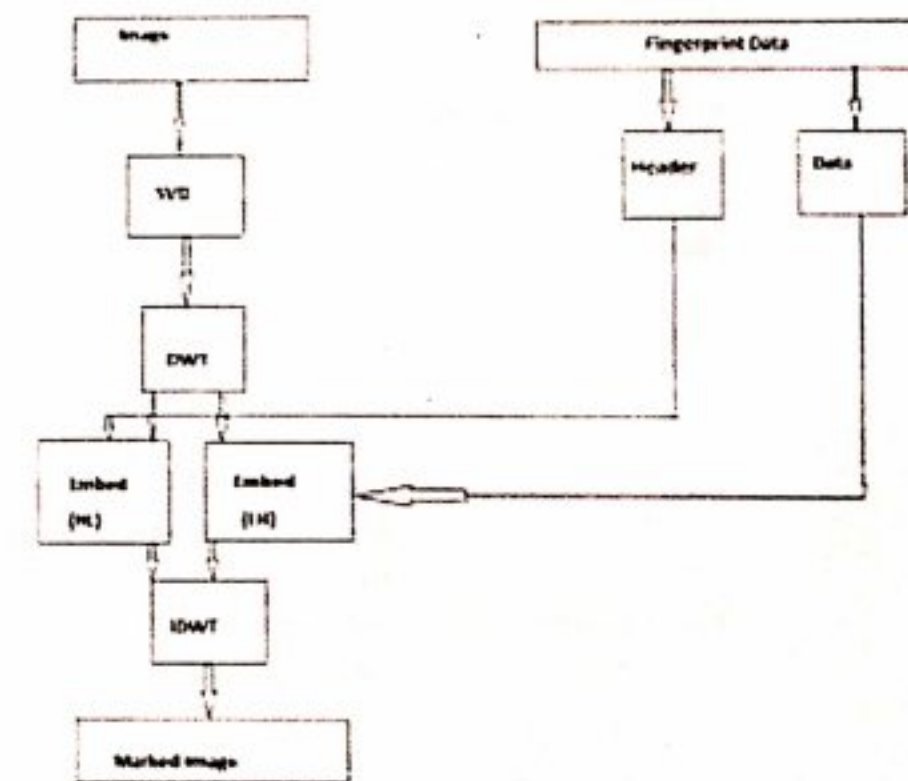 Image
Fingerprint Data
SVD
Header
Data
DWT
Embed
(HL)
Embed
(LH)
IDWT
Marked Image